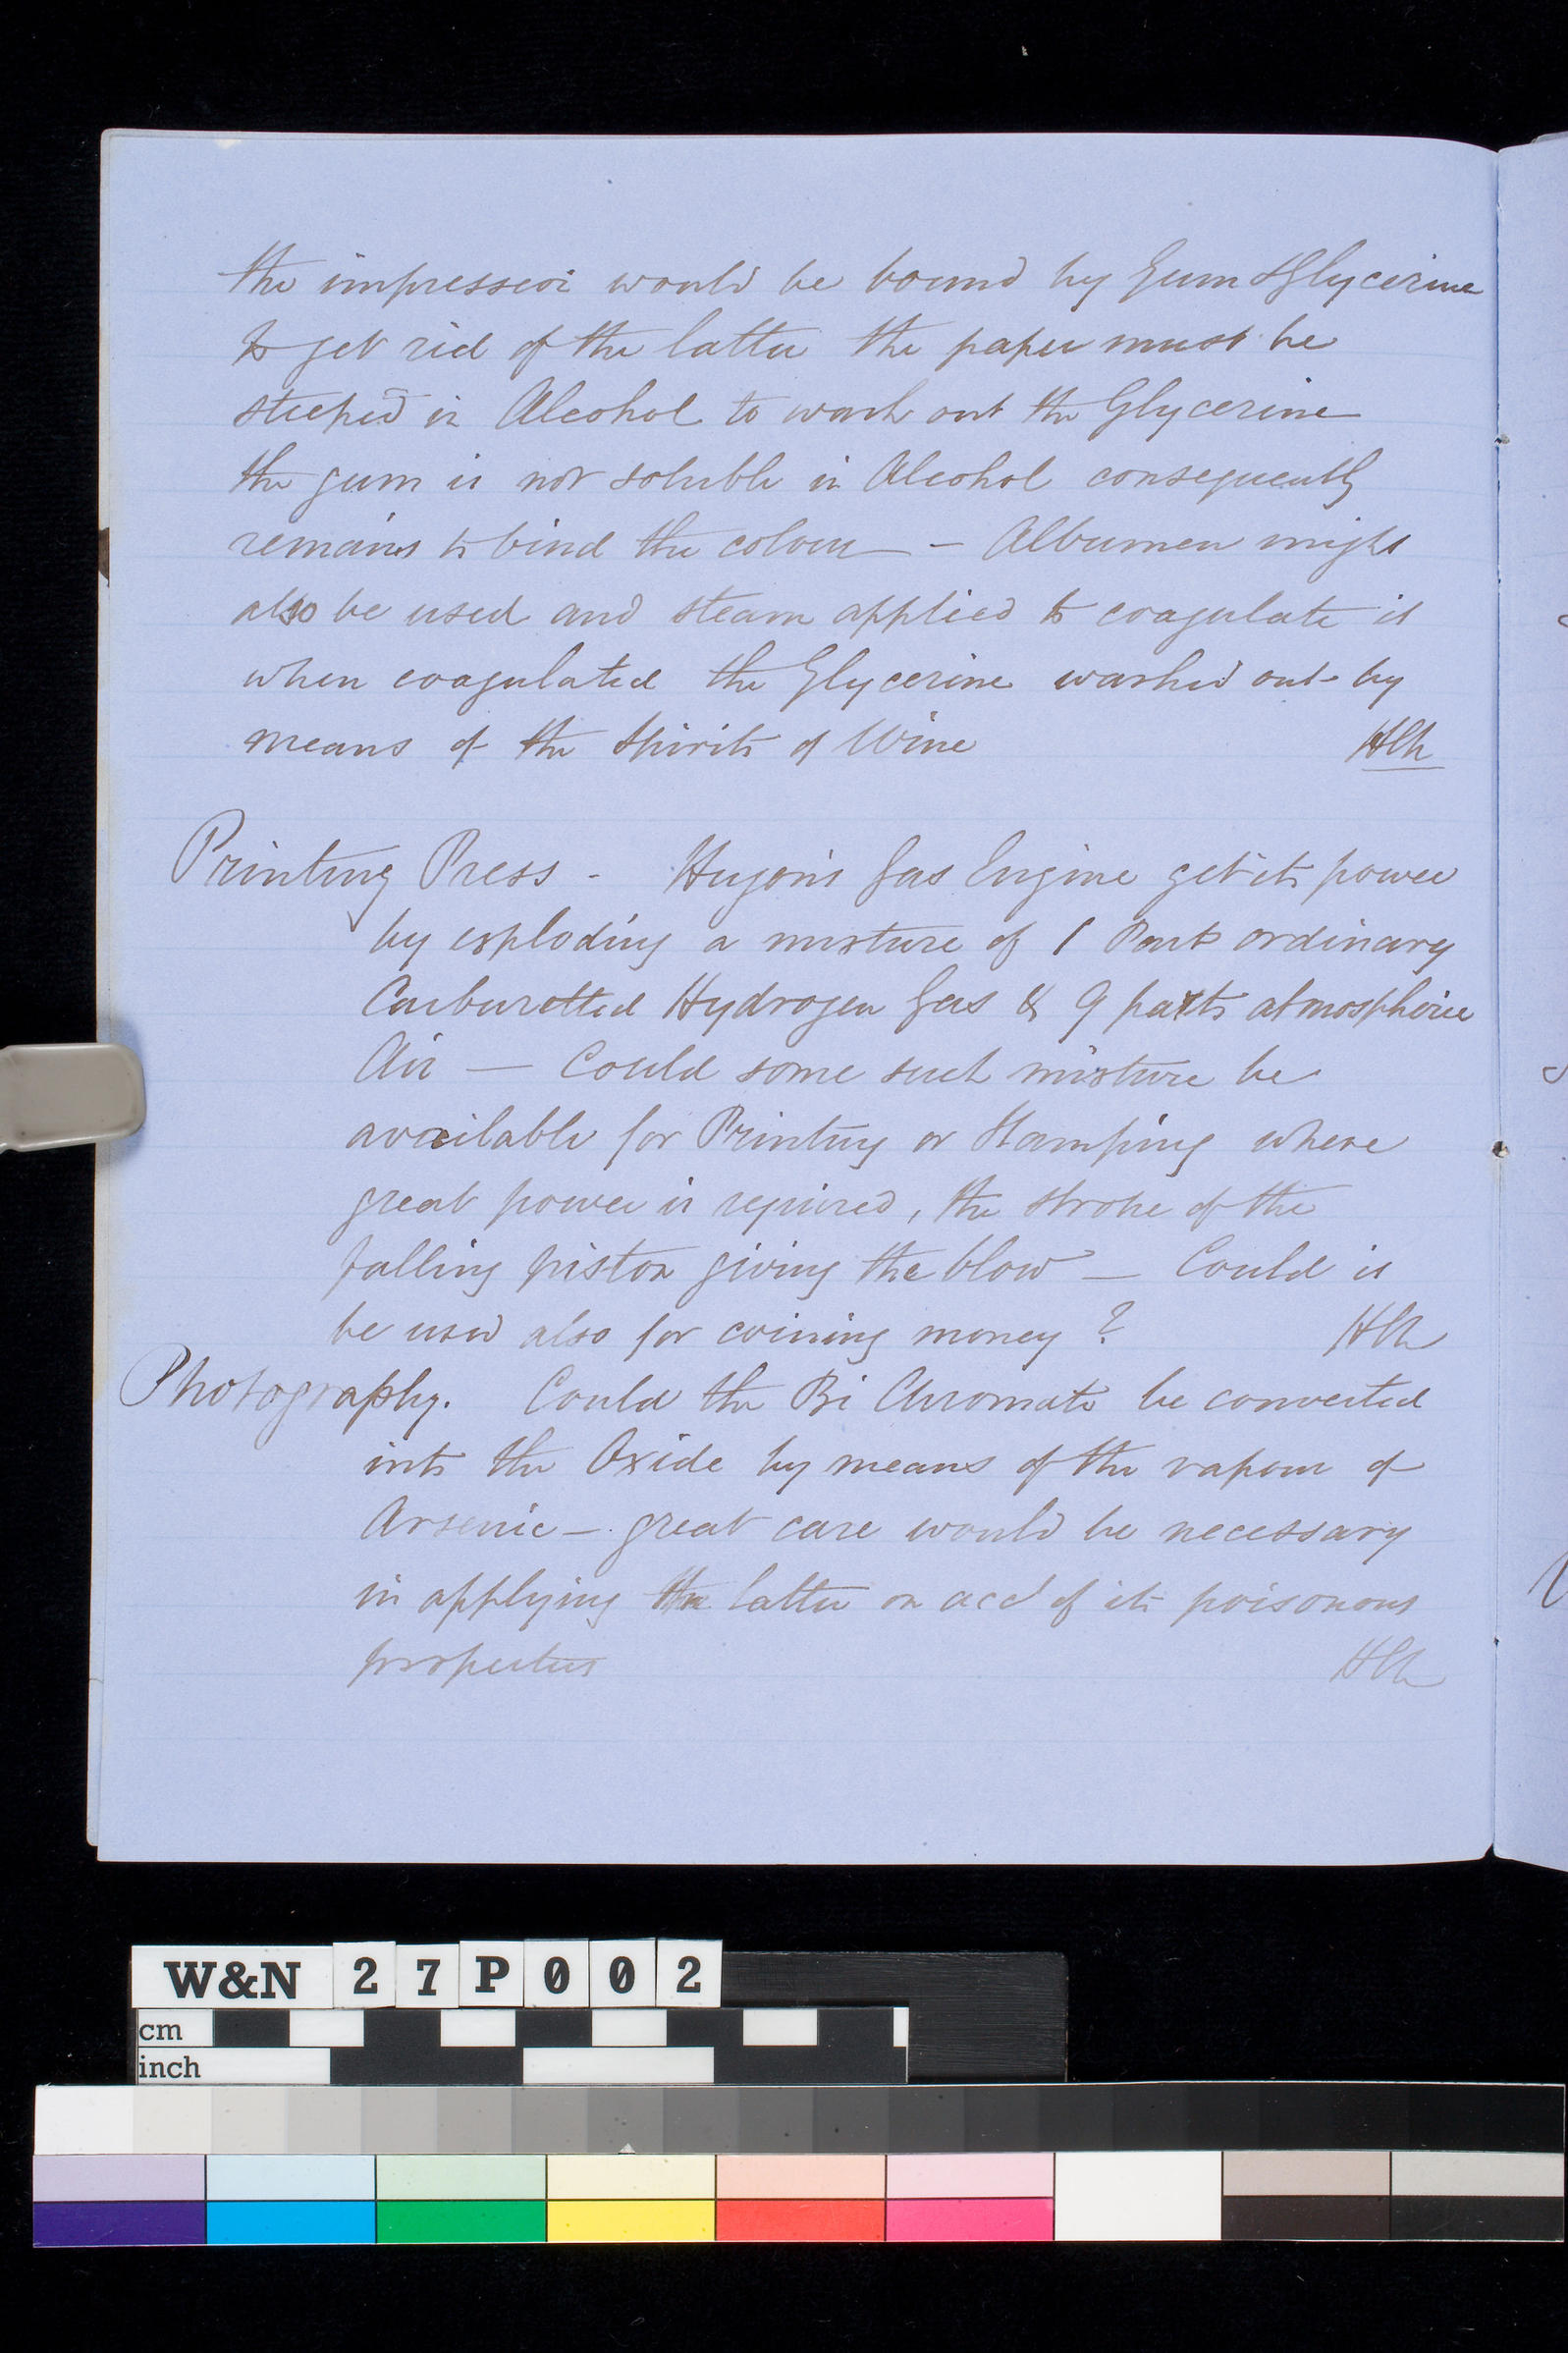 the impression would be bound by Gum & Glycerine
to get rid of the latter the paper must be
steeped in Alcohol to wash out the Glycerine
the gum is not soluble in Alcohol consequently
remains to bind the colour — Albumen might
also be used and steam applied to coagulate it
when coagulated the Glycerine washed out by
means of the Spirits of Wine
Printing Press - Hugon's Gas Engine get its power
by exploding a mixture of 1 Part ordinary
Carburetted Hydrogen Gas & 9 parts atmospheric
Air — Could some such mixture be
available for Printing or Stamping where
great power is required, the stroke of the
falling piston giving the blow — Could it
be used also for coining money ?
Photography. Could the Bi Chromate be converted
into the Oxide by means of the vapour of
Arsenic — great care would be necessary
in applying the latter on acct of its poisonous
properties
W&N 27P002
cm
inch